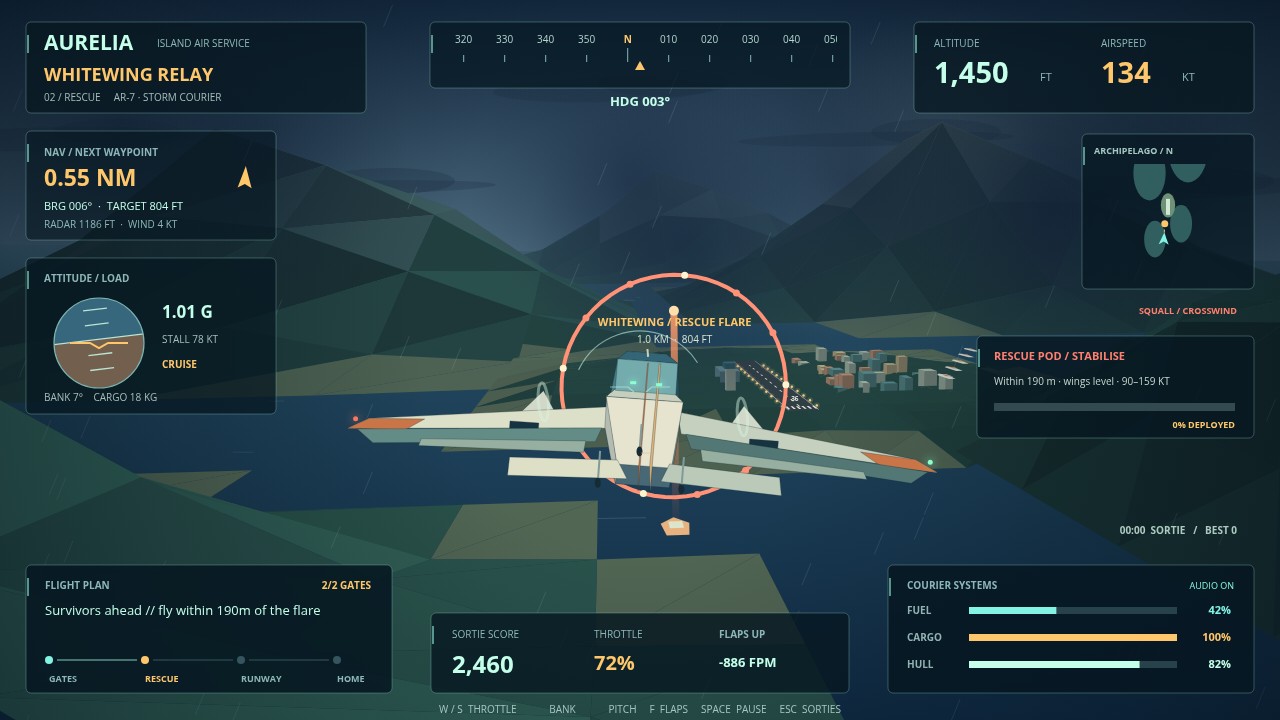 AURELIA ISLAND AIR SERVICE
WHITEWING RELAY
02 / RESCUE AR-7 · STORM COURIER
320 330 340 350 N 010 020 030 040
HDG 003°
ALTITUDE AIRSPEED
1,450 FT 134 KT
NAV / NEXT WAYPOINT
0.55 NM
BRG 006° · TARGET 804 FT
RADAR 1186 FT · WIND 4 KT
ARCHIPELAGO / N
ATTITUDE / LOAD
1.01 G
STALL 78 KT
CRUISE
BANK 7° CARGO 18 KG
WHITEWING / RESCUE FLARE
1.0 KM · 804 FT
36
SQUALL / CROSSWIND
RESCUE POD / STABILISE
Within 190 m · wings level · 90–159 KT
0% DEPLOYED
00:00 SORTIE / BEST 0
FLIGHT PLAN 2/2 GATES
Survivors ahead // fly within 190m of the flare
GATES RESCUE RUNWAY HOME
SORTIE SCORE THROTTLE FLAPS UP
2,460 72% -886 FPM
COURIER SYSTEMS AUDIO ON
FUEL 42%
CARGO 100%
HULL 82%
W / S THROTTLE BANK PITCH F FLAPS SPACE PAUSE ESC SORTIES